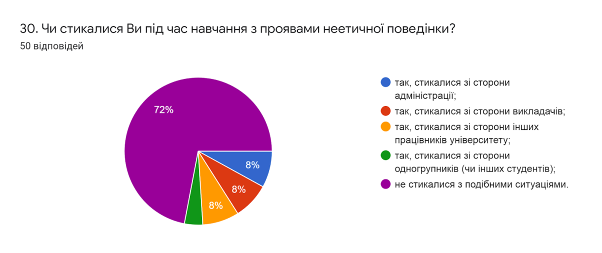 30. Чи стикалися Ви під час навчання з проявами неетичної поведінки?
50 відповідей
72%
8%
8%
8%
так, стикалися зі сторони
адміністрації;
так, стикалися зі сторони викладачів;
так, стикалися зі сторони інших
працівників університету;
так, стикалися зі сторони
одногрупників (чи інших студентів);
не стикалися з подібними ситуаціями.